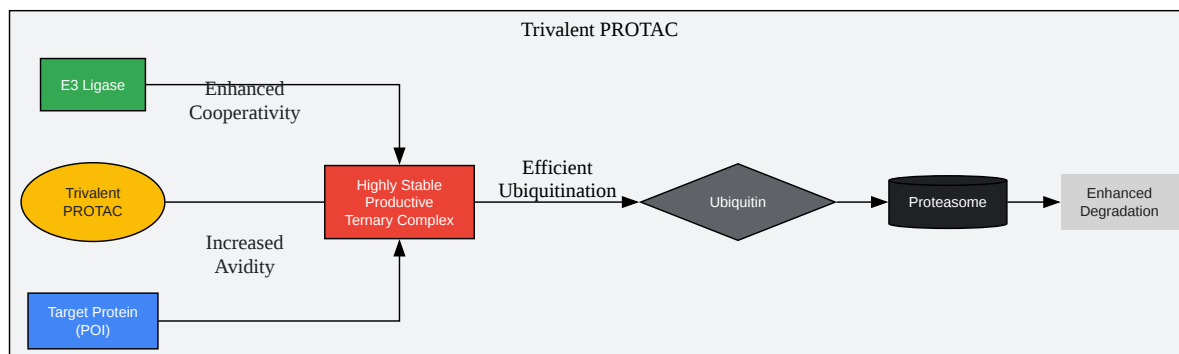 Trivalent PROTAC
E3 Ligase
Enhanced
Cooperativity
Trivalent
PROTAC
Highly Stable
Productive
Ternary Complex
Efficient
Ubiquitination
Ubiquitin
Proteasome
Enhanced
Degradation
Increased
Avidity
Target Protein
(POI)